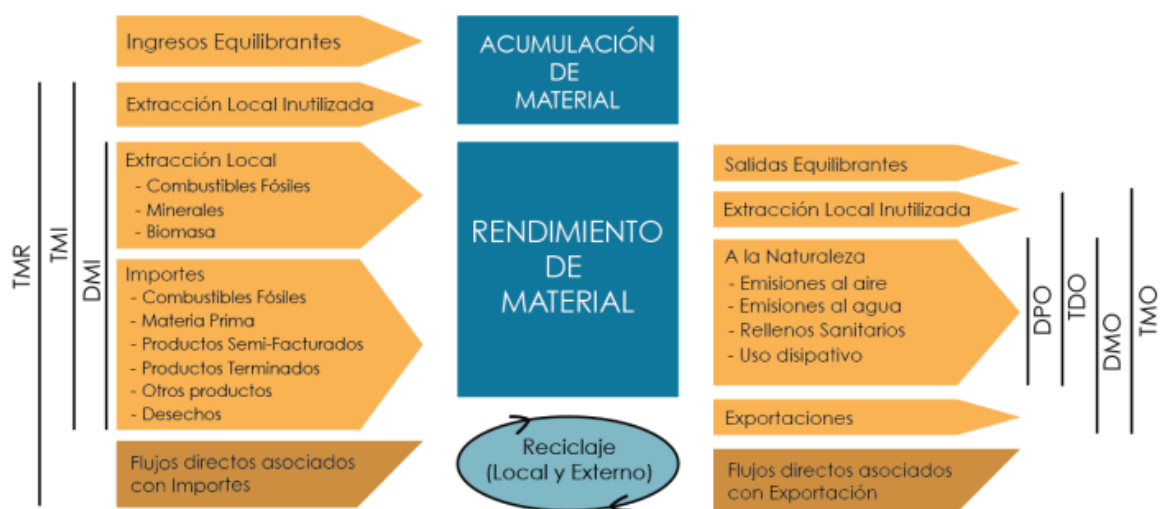 Ingresos Equilibrantes
Extracción Local Inutilizada
Extracción Local
- Combustibles Fósiles
- Minerales
- Biomasa
Importes
- Combustibles Fósiles
- Materia Prima
- Productos Semi-Facturados
- Productos Terminados
- Otros productos
- Desechos
Flujos directos asociados
con Importes
TMR
TMI
DMI
ACUMULACIÓN
DE
MATERIAL
RENDIMIENTO
DE
MATERIAL
Reciclaje
(Local y Externo)
Salidas Equilibrantes
Extracción Local Inutilizada
A la Naturaleza
- Emisiones al aire
- Emisiones al agua
- Rellenos Sanitarios
- Uso disipativo
Exportaciones
Flujos directos asociados
con Exportación
DPO
TDO
DMO
TMO